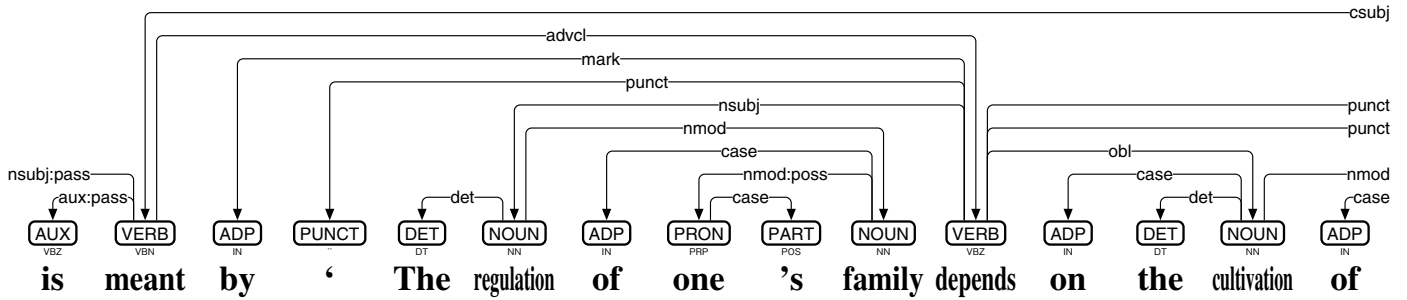 csubj
advcl
mark
punct
nsubj punct
nmod punct
case obl
nsubj:pass nmod:poss case nmod
aux:pass det case det case
AUX VERB ADP PUNCT DET NOUN ADP PRON PART NOUN VERB ADP DET NOUN ADP
VBZ VBN IN `` DT NN IN PRP POS NN VBZ IN DT NN IN
is meant by ‘ The regulation of one ’s family depends on the cultivation of